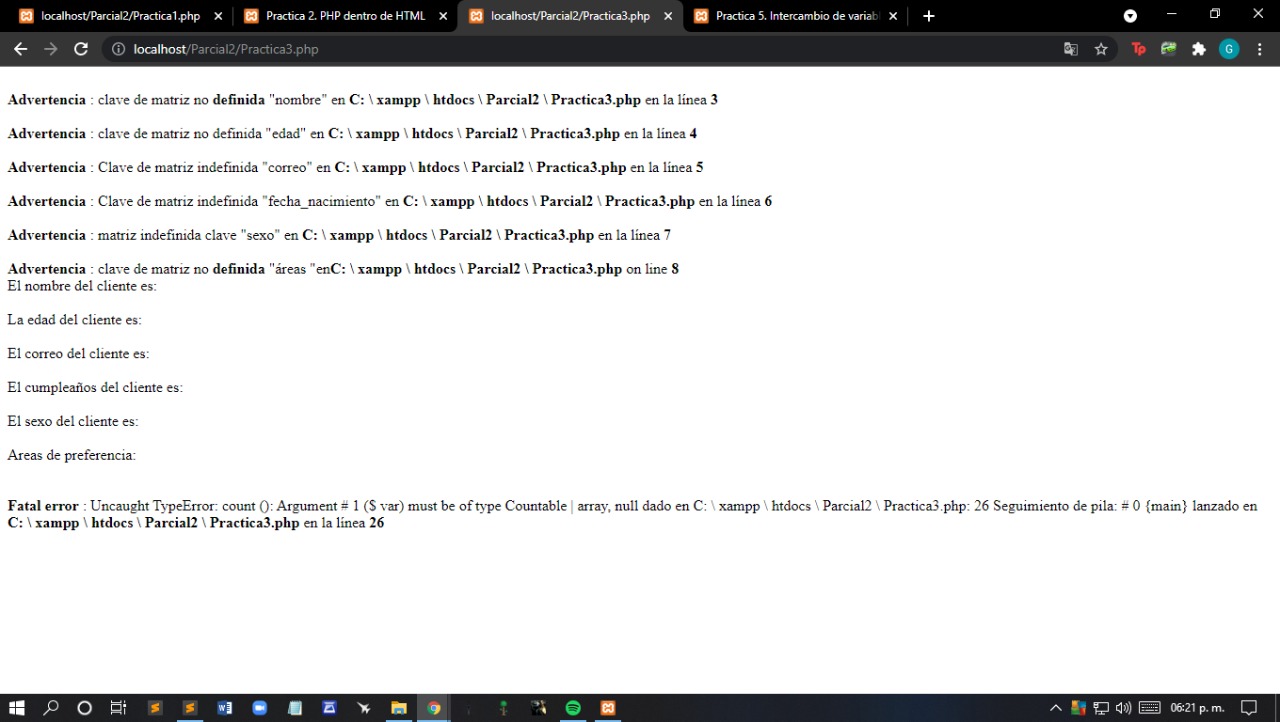 localhost/Parcial2/Practica1.php
Practica 2. PHP dentro de HTML
localhost/Parcial2/Practica3.php
Practica 5. Intercambio de variabl
localhost/Parcial2/Practica3.php
Tp
G
Advertencia : clave de matriz no definida "nombre" en C: \ xampp \ htdocs \ Parcial2 \ Practica3.php en la línea 3
Advertencia : clave de matriz no definida "edad" en C: \ xampp \ htdocs \ Parcial2 \ Practica3.php en la línea 4
Advertencia : Clave de matriz indefinida "correo" en C: \ xampp \ htdocs \ Parcial2 \ Practica3.php en la línea 5
Advertencia : Clave de matriz indefinida "fecha_nacimiento" en C: \ xampp \ htdocs \ Parcial2 \ Practica3.php en la línea 6
Advertencia : matriz indefinida clave "sexo" en C: \ xampp \ htdocs \ Parcial2 \ Practica3.php en la línea 7
Advertencia : clave de matriz no definida "áreas "enC: \ xampp \ htdocs \ Parcial2 \ Practica3.php on line 8
El nombre del cliente es:
La edad del cliente es:
El correo del cliente es:
El cumpleaños del cliente es:
El sexo del cliente es:
Areas de preferencia:
Fatal error : Uncaught TypeError: count (): Argument # 1 ($ var) must be of type Countable | array, null dado en C: \ xampp \ htdocs \ Parcial2 \ Practica3.php: 26 Seguimiento de pila: # 0 {main} lanzado en
C: \ xampp \ htdocs \ Parcial2 \ Practica3.php en la línea 26
06:21 p. m.